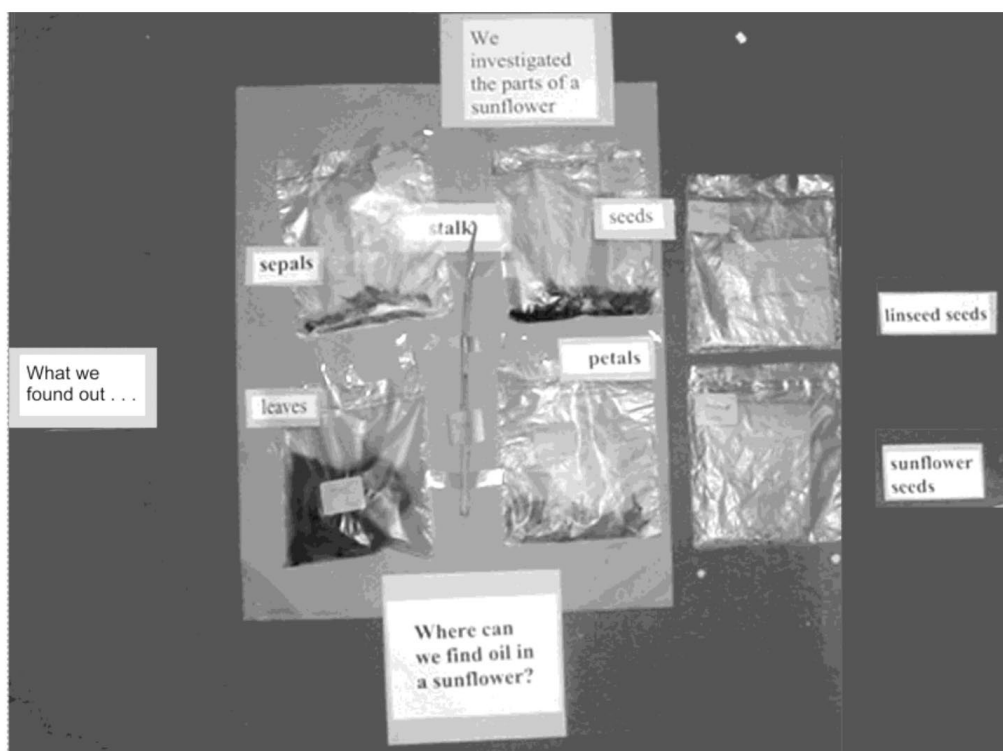 We
investigated
the parts of a
sunflower
stalk
seeds
sepals
linseed seeds
What we
found out . . .
petals
leaves
sunflower
seeds
Where can
we find oil in
a sunflower?